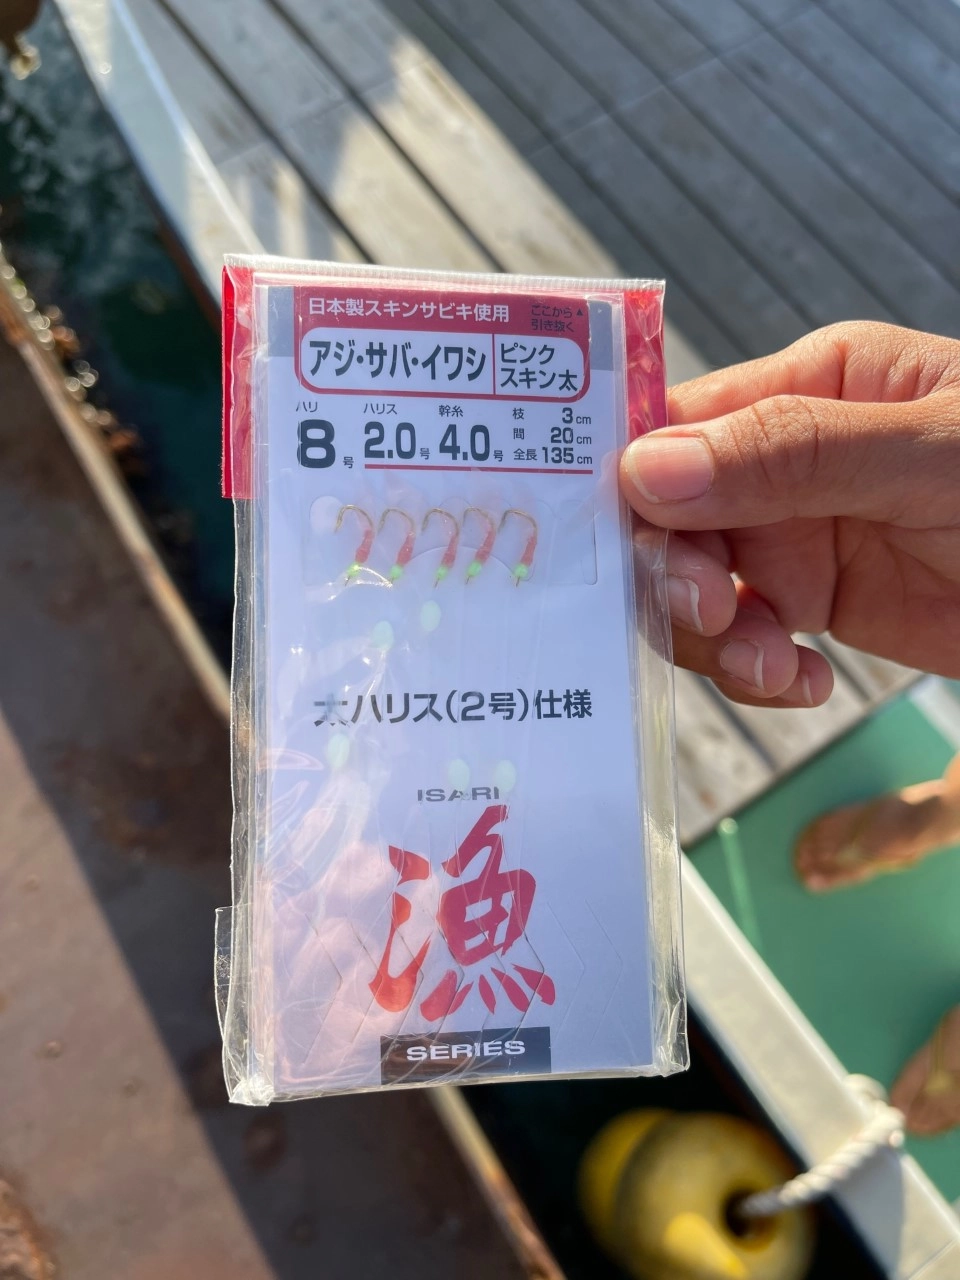 日本製スキンサビキ使用
ここから▲
引き抜く
アジ・サバ・イワシ
ピンク
スキン太
ハリ 8号
ハリス 2.0号
幹糸 4.0号
枝 3cm
間 20cm
全長 135cm
太ハリス(2号)仕様
ISARI
漁
SERIES